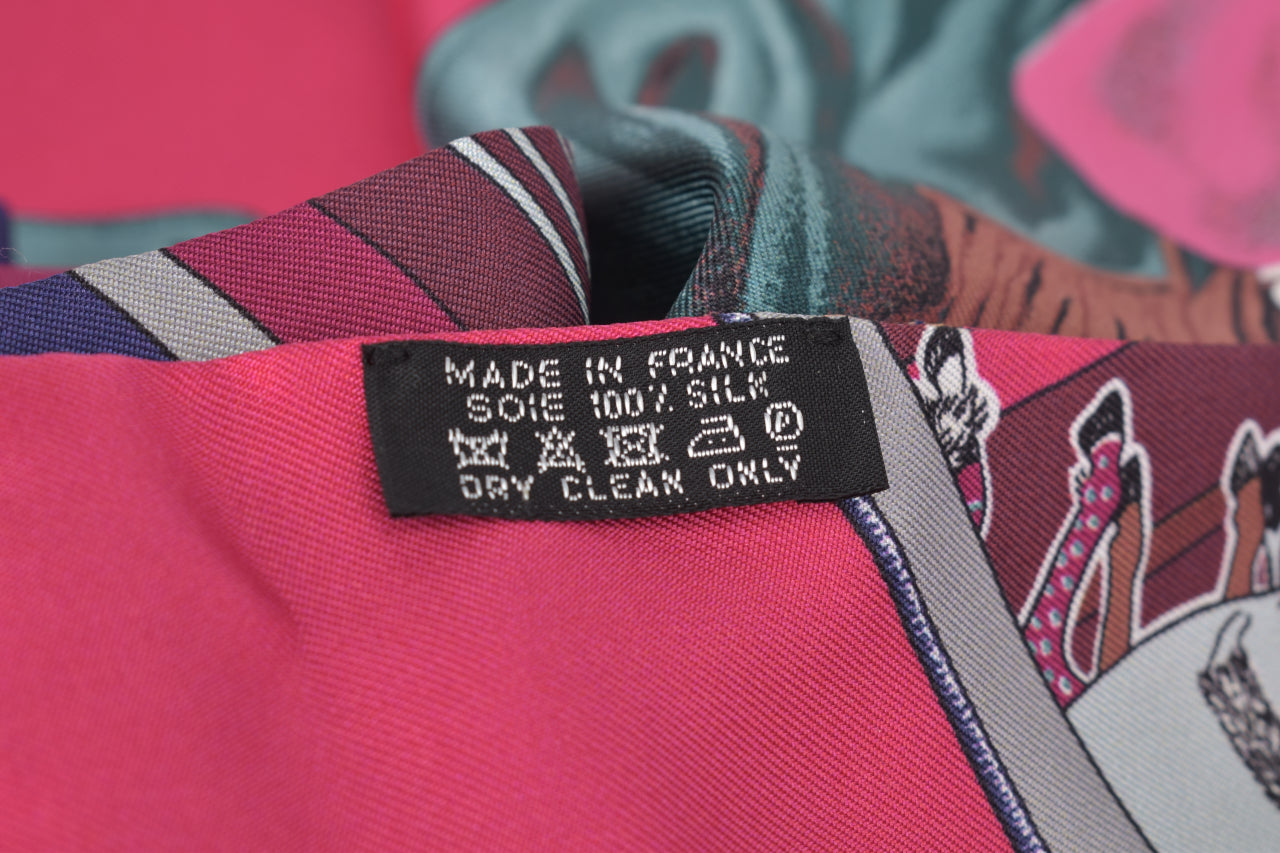 MADE IN FRANCE
SOIE 100% SILK
P
DRY CLEAN ONLY